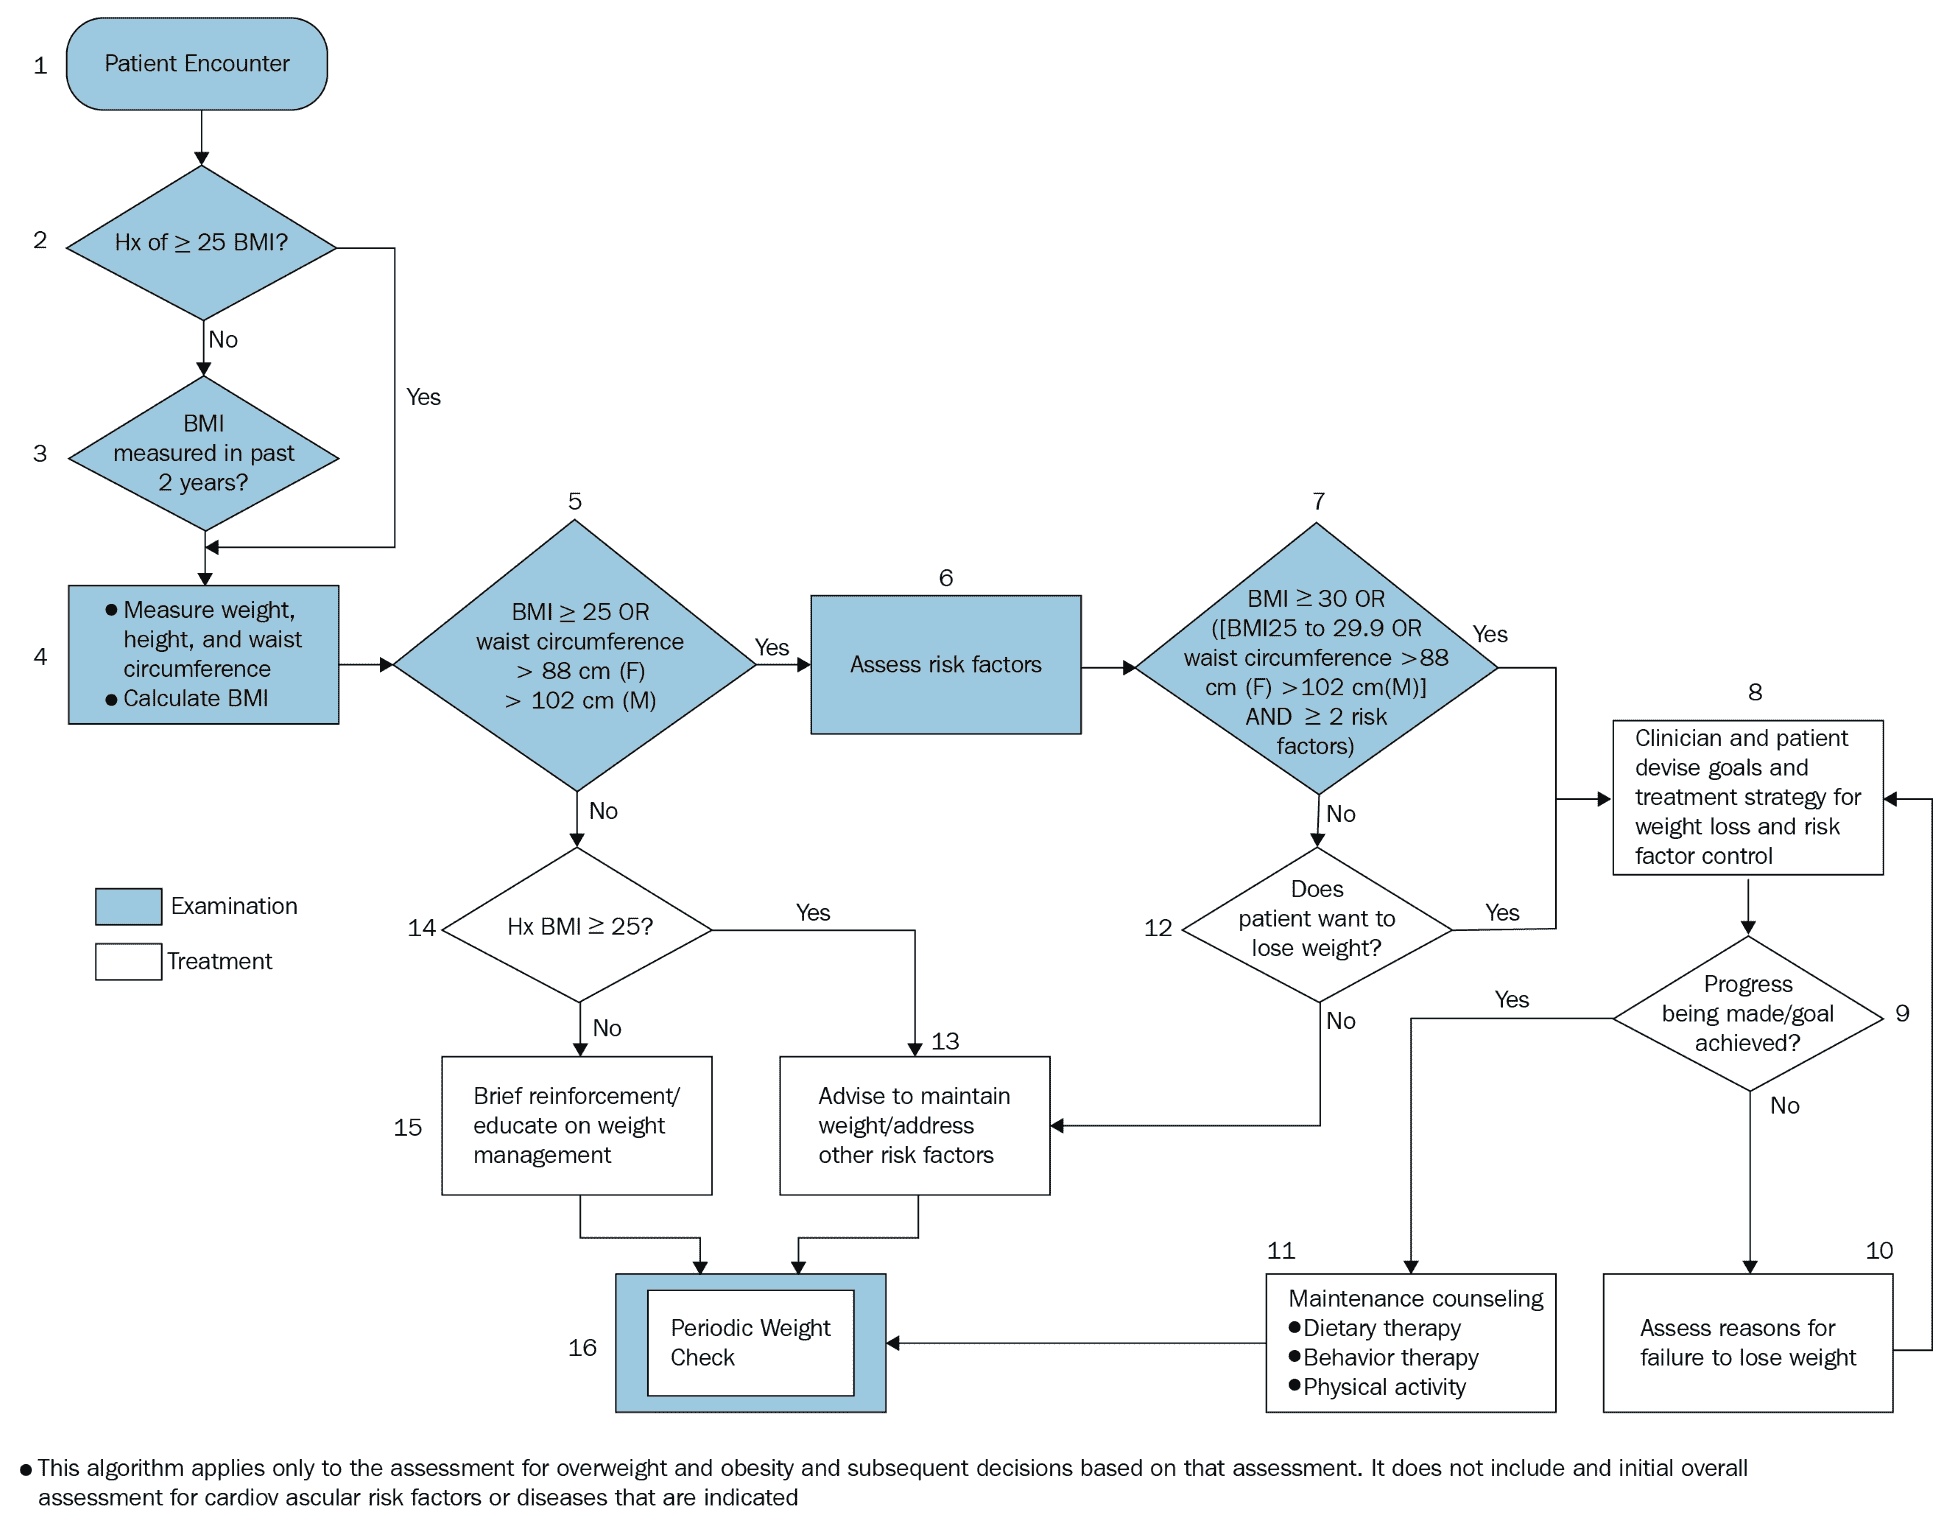 1
Patient Encounter
2
Hx of ≥ 25 BMI?
No
Yes
3
BMI
measured in past
2 years?
4
● Measure weight,
height, and waist
circumference
● Calculate BMI
5
BMI ≥ 25 OR
waist circumference
> 88 cm (F)
> 102 cm (M)
Yes
No
6
Assess risk factors
7
BMI ≥ 30 OR
([BMI25 to 29.9 OR
waist circumference >88
cm (F) >102 cm(M)]
AND ≥ 2 risk
factors)
Yes
No
8
Clinician and patient
devise goals and
treatment strategy for
weight loss and risk
factor control
Examination
Treatment
14
Hx BMI ≥ 25?
Yes
No
12
Does
patient want to
lose weight?
Yes
No
9
Progress
being made/goal
achieved?
Yes
No
15
Brief reinforcement/
educate on weight
management
13
Advise to maintain
weight/address
other risk factors
16
Periodic Weight
Check
11
Maintenance counseling
● Dietary therapy
● Behavior therapy
● Physical activity
10
Assess reasons for
failure to lose weight
● This algorithm applies only to the assessment for overweight and obesity and subsequent decisions based on that assessment. It does not include and initial overall
assessment for cardiov ascular risk factors or diseases that are indicated